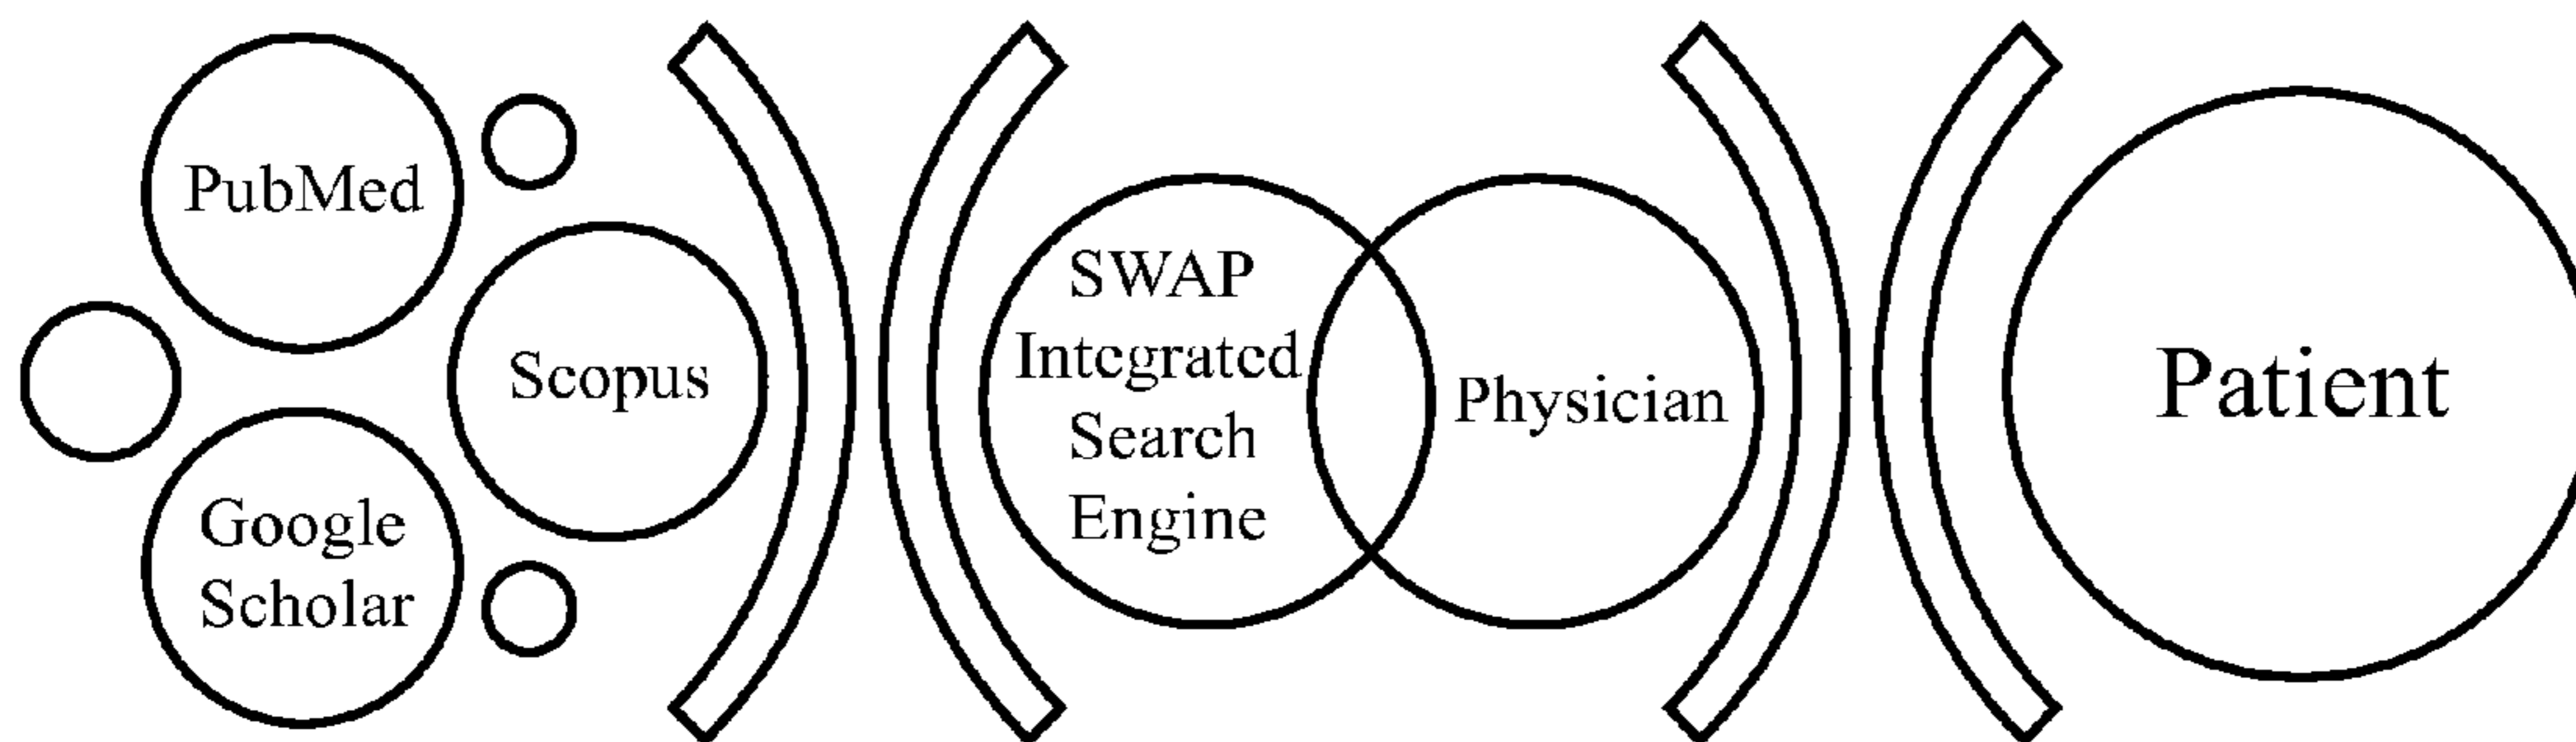 PubMed
Scopus
Google
Scholar
SWAP
Integrated
Search
Engine
Physician
Patient